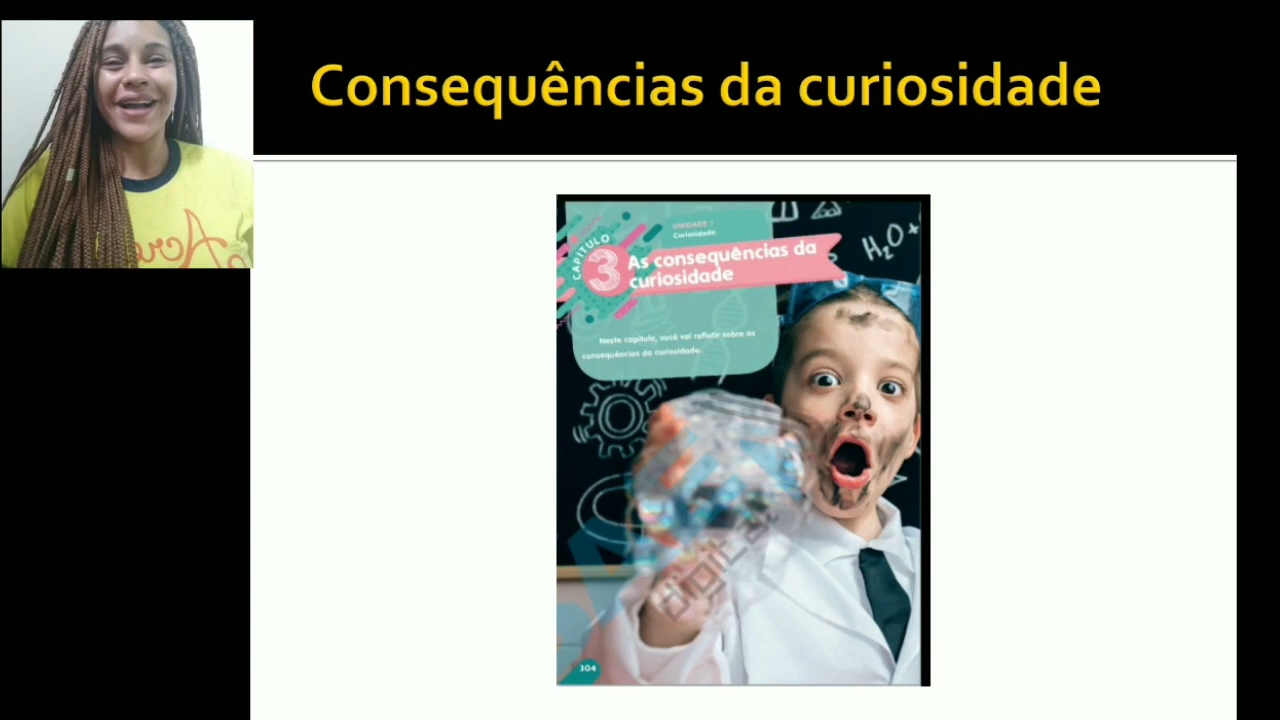 Consequências da curiosidade
CAPÍTULO
3
UNIDADE 1
Curiosidade
As consequências da
curiosidade
H₂O+
Neste capítulo, você vai refletir sobre as
consequências da curiosidade.
digital
304